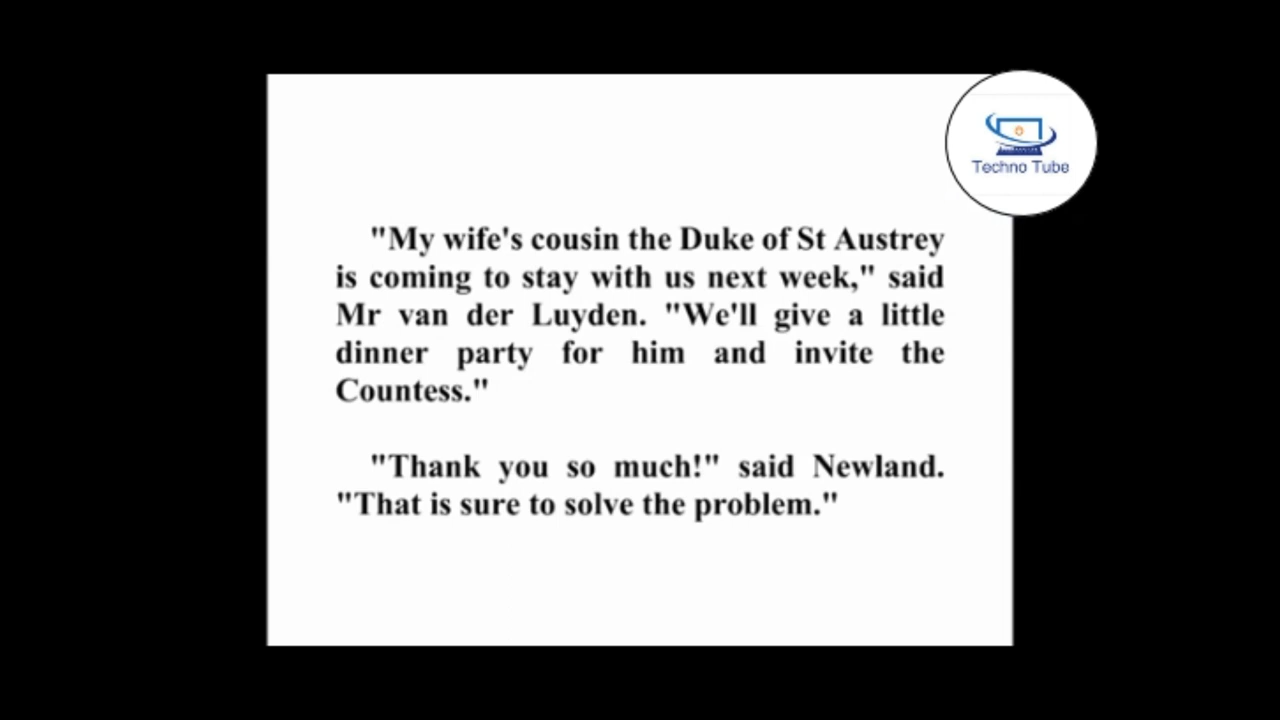 Techno Tube
"My wife's cousin the Duke of St Austrey
is coming to stay with us next week," said
Mr van der Luyden. "We'll give a little
dinner party for him and invite the
Countess."
"Thank you so much!" said Newland.
"That is sure to solve the problem."